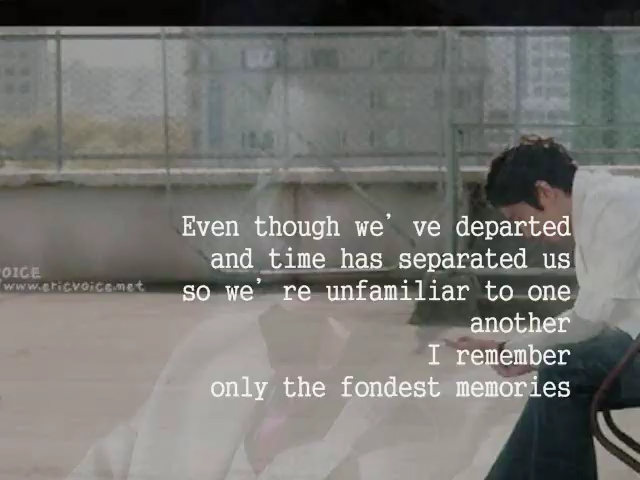 Even though we've departed
and time has separated us
OICE
www.ericvoice.net
so we're unfamiliar to one
another
I remember
only the fondest memories